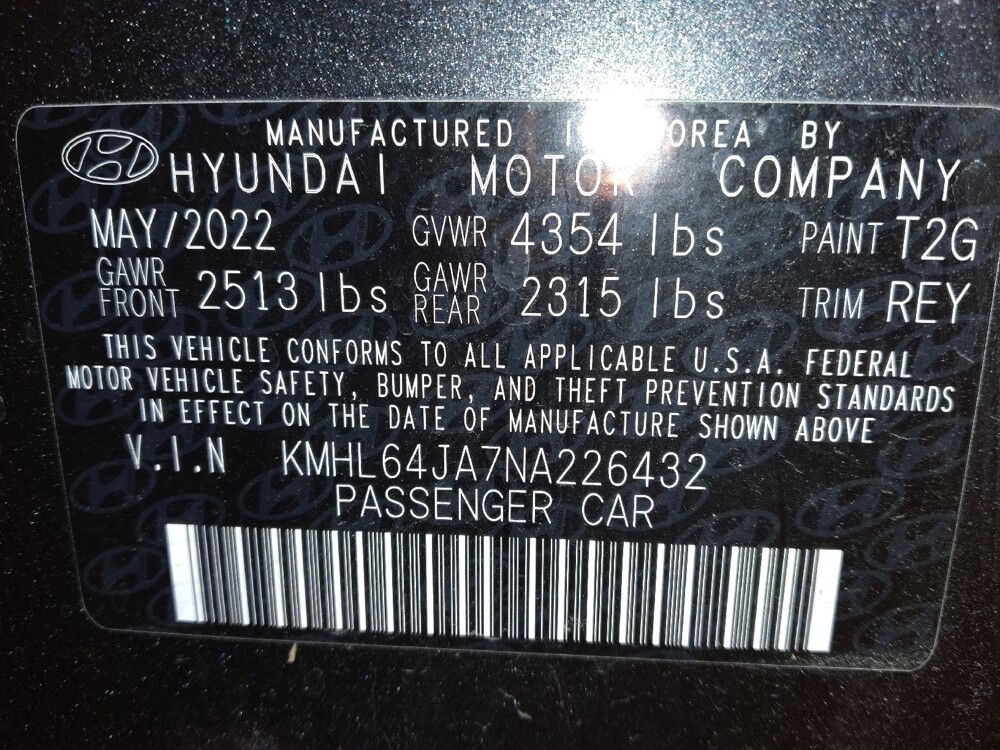 MANUFACTURED BY
HYUNDAI MOTOR COMPANY
MAY/2022 GVWR 4354 lbs PAINT T2G
GAWR FRONT 2513 lbs GAWR REAR 2315 lbs TRIM REY
THIS VEHICLE CONFORMS TO ALL APPLICABLE U.S.A. FEDERAL
MOTOR VEHICLE SAFETY, BUMPER, AND THEFT PREVENTION STANDARDS
IN EFFECT ON THE DATE OF MANUFACTURE SHOWN ABOVE
V.I.N KMHL64JA7NA226432
PASSENGER CAR